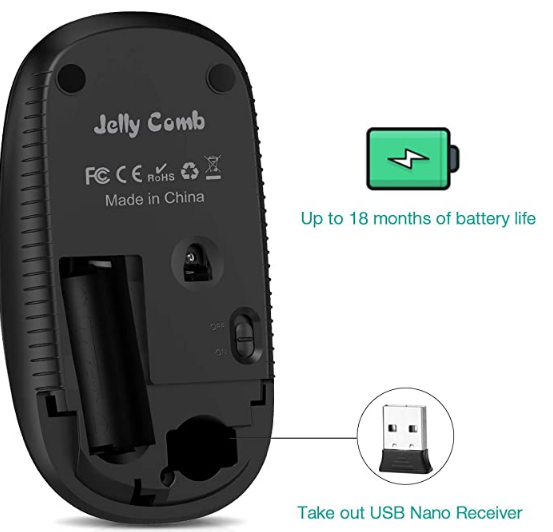 Jelly Comb
FC CE RoHS
Made in China
OFF
ON
Up to 18 months of battery life
Take out USB Nano Receiver